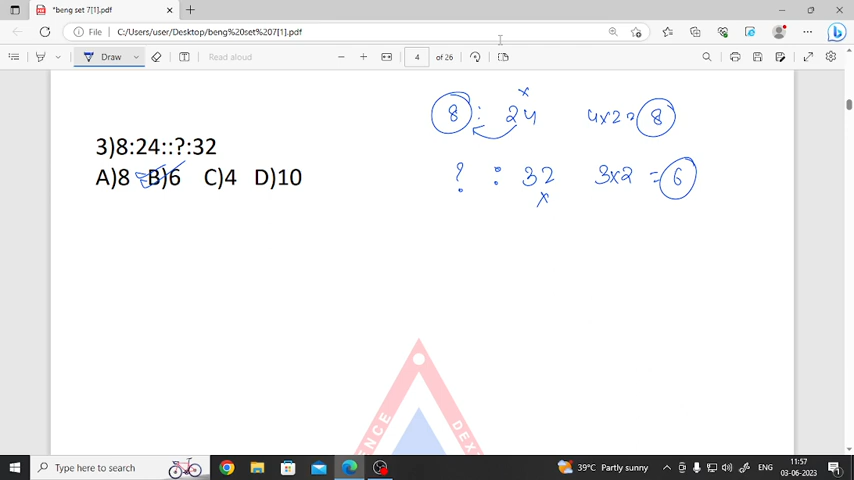 *beng set 7[1].pdf
File C:/Users/user/Desktop/beng%20set%207[1].pdf
Draw Read aloud 4 of 26
8 : 24 4x2= 8
3)8:24::?:32
A)8 B)6 C)4 D)10
? : 32 3x2 = 6
ENCE DEX
Type here to search
39°C Partly sunny ENG 11:57
03-06-2023